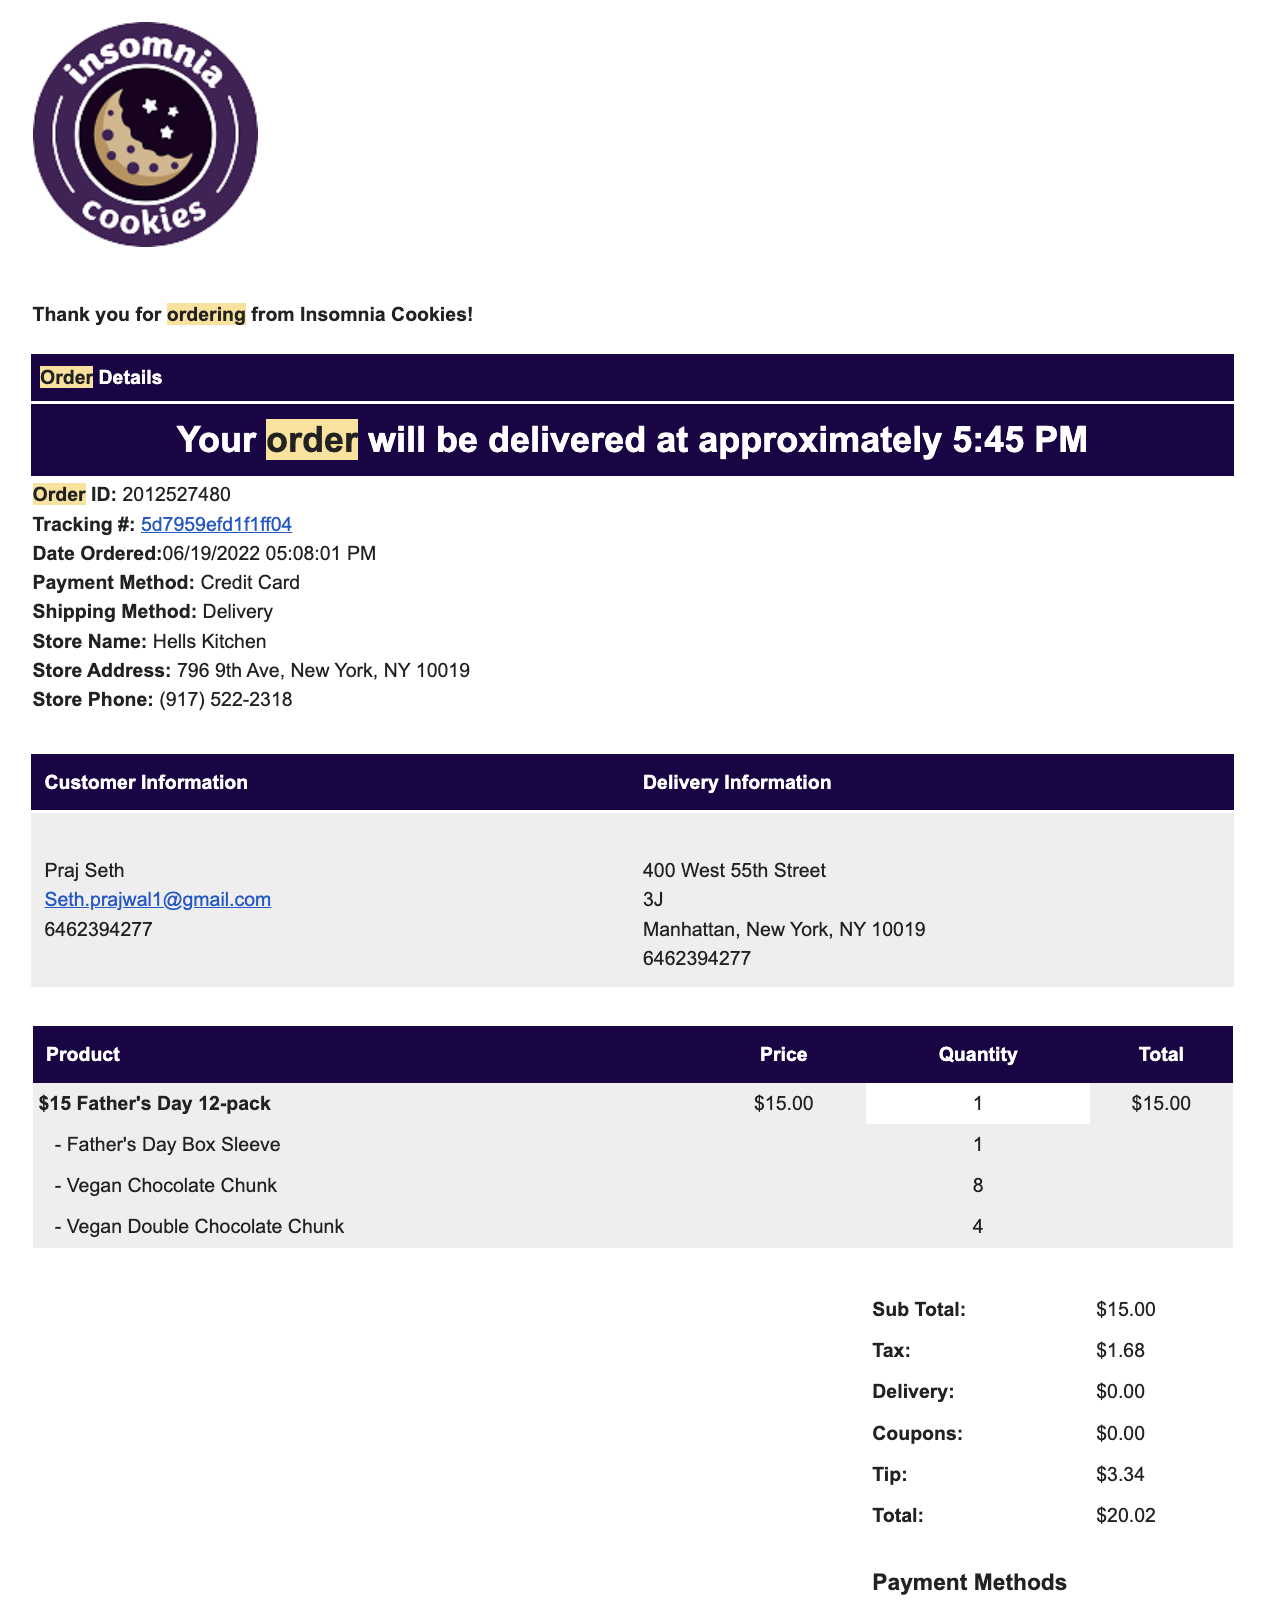 insomnia
cookies
Thank you for ordering from Insomnia Cookies!
Order Details
Your order will be delivered at approximately 5:45 PM
Order ID: 2012527480
Tracking #: 5d7959efd1f1ff04
Date Ordered:06/19/2022 05:08:01 PM
Payment Method: Credit Card
Shipping Method: Delivery
Store Name: Hells Kitchen
Store Address: 796 9th Ave, New York, NY 10019
Store Phone: (917) 522-2318
Customer Information Delivery Information
Praj Seth 400 West 55th Street
Seth.prajwal1@gmail.com 3J
6462394277 Manhattan, New York, NY 10019
6462394277
Product Price Quantity Total
$15 Father's Day 12-pack $15.00 1 $15.00
- Father's Day Box Sleeve 1
- Vegan Chocolate Chunk 8
- Vegan Double Chocolate Chunk 4
Sub Total: $15.00
Tax: $1.68
Delivery: $0.00
Coupons: $0.00
Tip: $3.34
Total: $20.02
Payment Methods